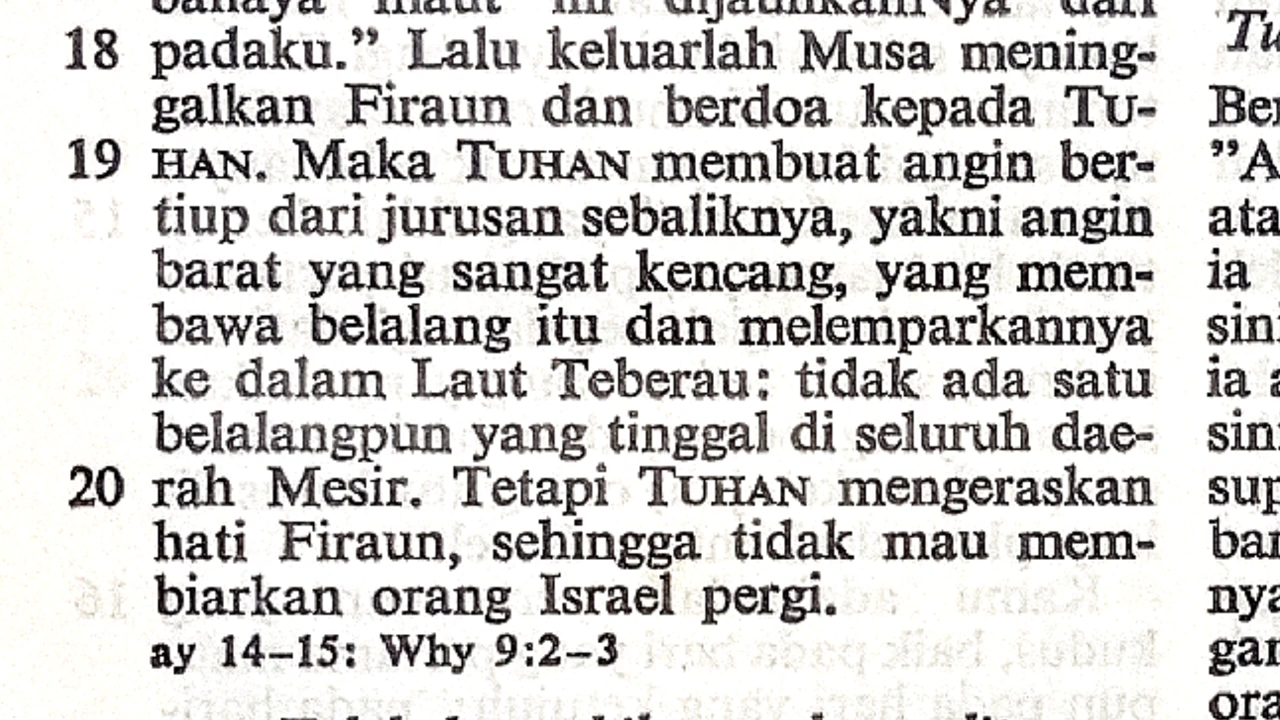 18 padaku.” Lalu keluarlah Musa mening-
galkan Firaun dan berdoa kepada TU-
19 HAN. Maka TUHAN membuat angin ber-
tiup dari jurusan sebaliknya, yakni angin
barat yang sangat kencang, yang mem-
bawa belalang itu dan melemparkannya
ke dalam Laut Teberau: tidak ada satu
belalangpun yang tinggal di seluruh dae-
20 rah Mesir. Tetapi TUHAN mengeraskan
hati Firaun, sehingga tidak mau mem-
biarkan orang Israel pergi.
ay 14–15: Why 9:2–3
ia